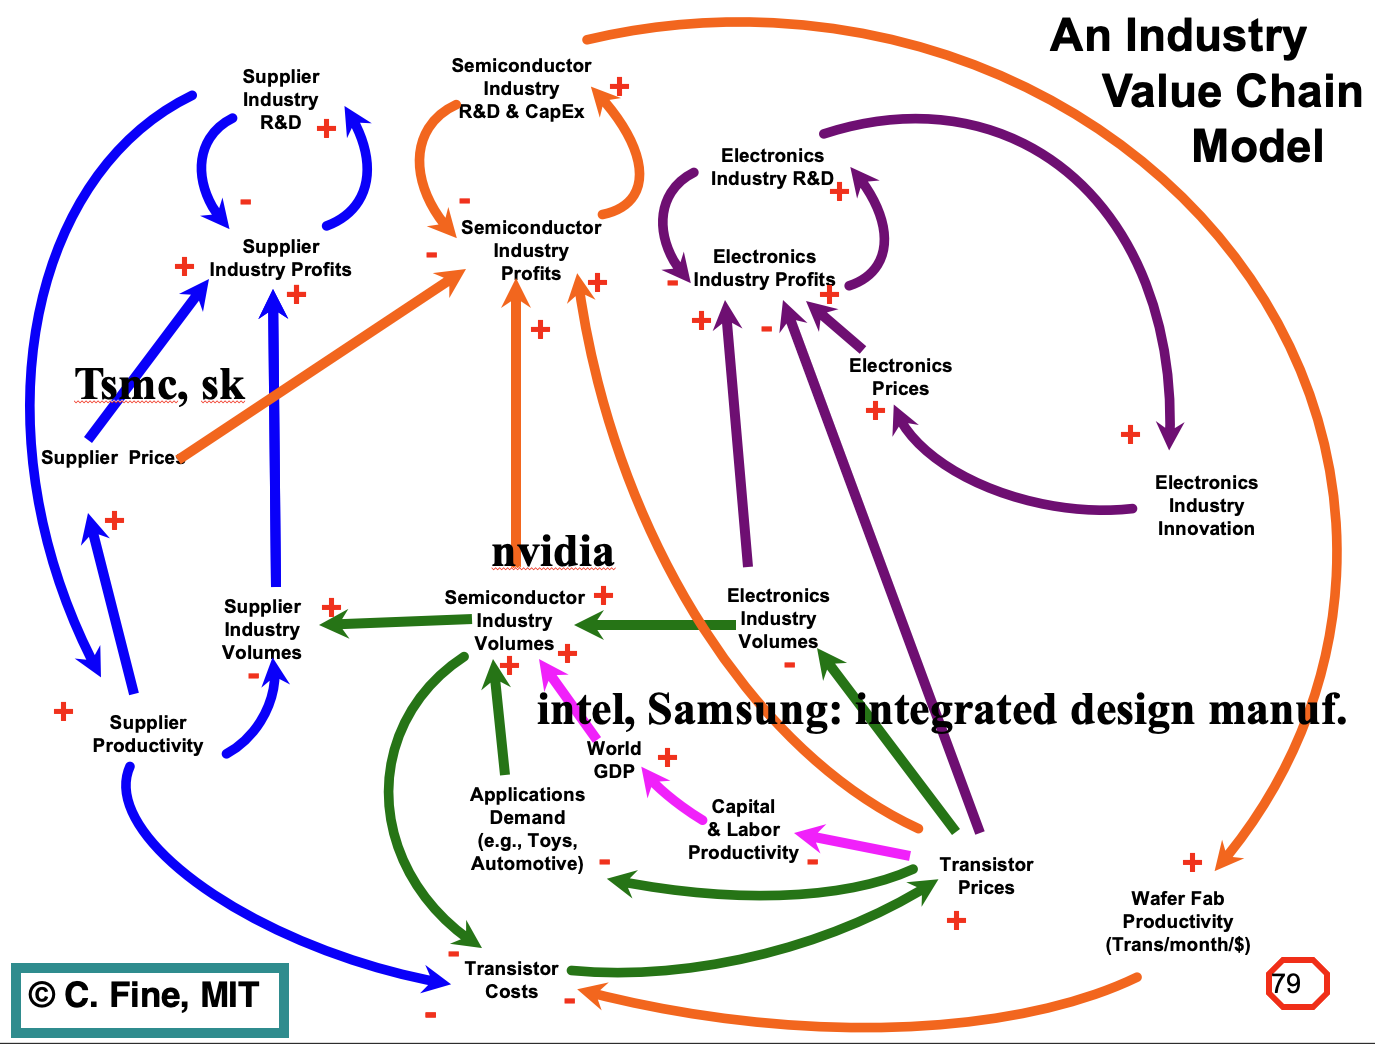 An Industry
Value Chain
Model
Supplier
Industry
R&D
+
-
Supplier
Industry Profits
+
+
Semiconductor
Industry
R&D & CapEx
+
-
-
Semiconductor
Industry
Profits
+
+
Electronics
Industry R&D
+
Electronics
Industry Profits
-
+
+
-
Electronics
Prices
+
+
Electronics
Industry
Innovation
Tsmc, sk
Supplier Prices
+
nvidia
Supplier
Industry
Volumes
+
-
Semiconductor
Industry
Volumes
+
+
+
Electronics
Industry
Volumes
-
intel, Samsung: integrated design manuf.
+
Supplier
Productivity
World
GDP
+
Applications
Demand
(e.g., Toys,
Automotive)
-
Capital
& Labor
Productivity
-
Transistor
Prices
+
+
Wafer Fab
Productivity
(Trans/month/$)
-
Transistor
Costs
-
-
© C. Fine, MIT
79